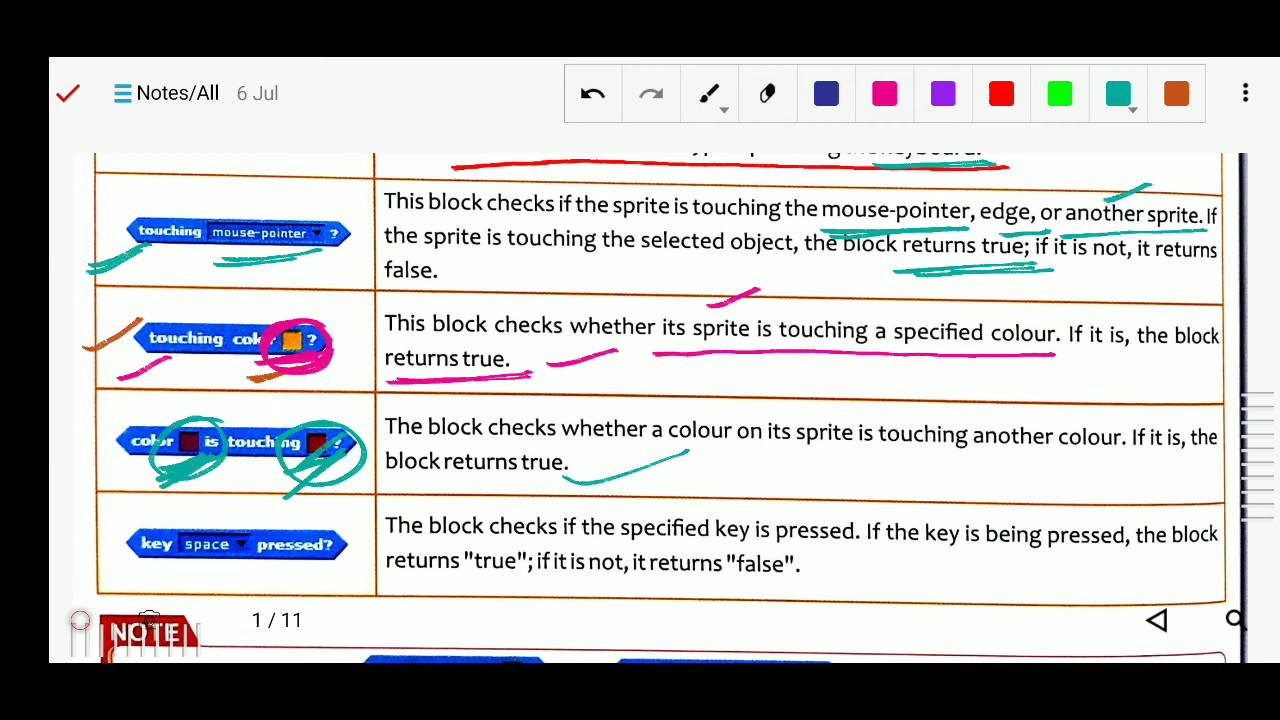 Notes/All 6 Jul
keyboard.
touching mouse-pointer ?
This block checks if the sprite is touching the mouse-pointer, edge, or another sprite. If
the sprite is touching the selected object, the block returns true; if it is not, it returns
false.
touching color ?
This block checks whether its sprite is touching a specified colour. If it is, the block
returns true.
color is touching ?
The block checks whether a colour on its sprite is touching another colour. If it is, the
block returns true.
key space pressed?
The block checks if the specified key is pressed. If the key is being pressed, the block
returns "true"; if it is not, it returns "false".
1 / 11
NOTE